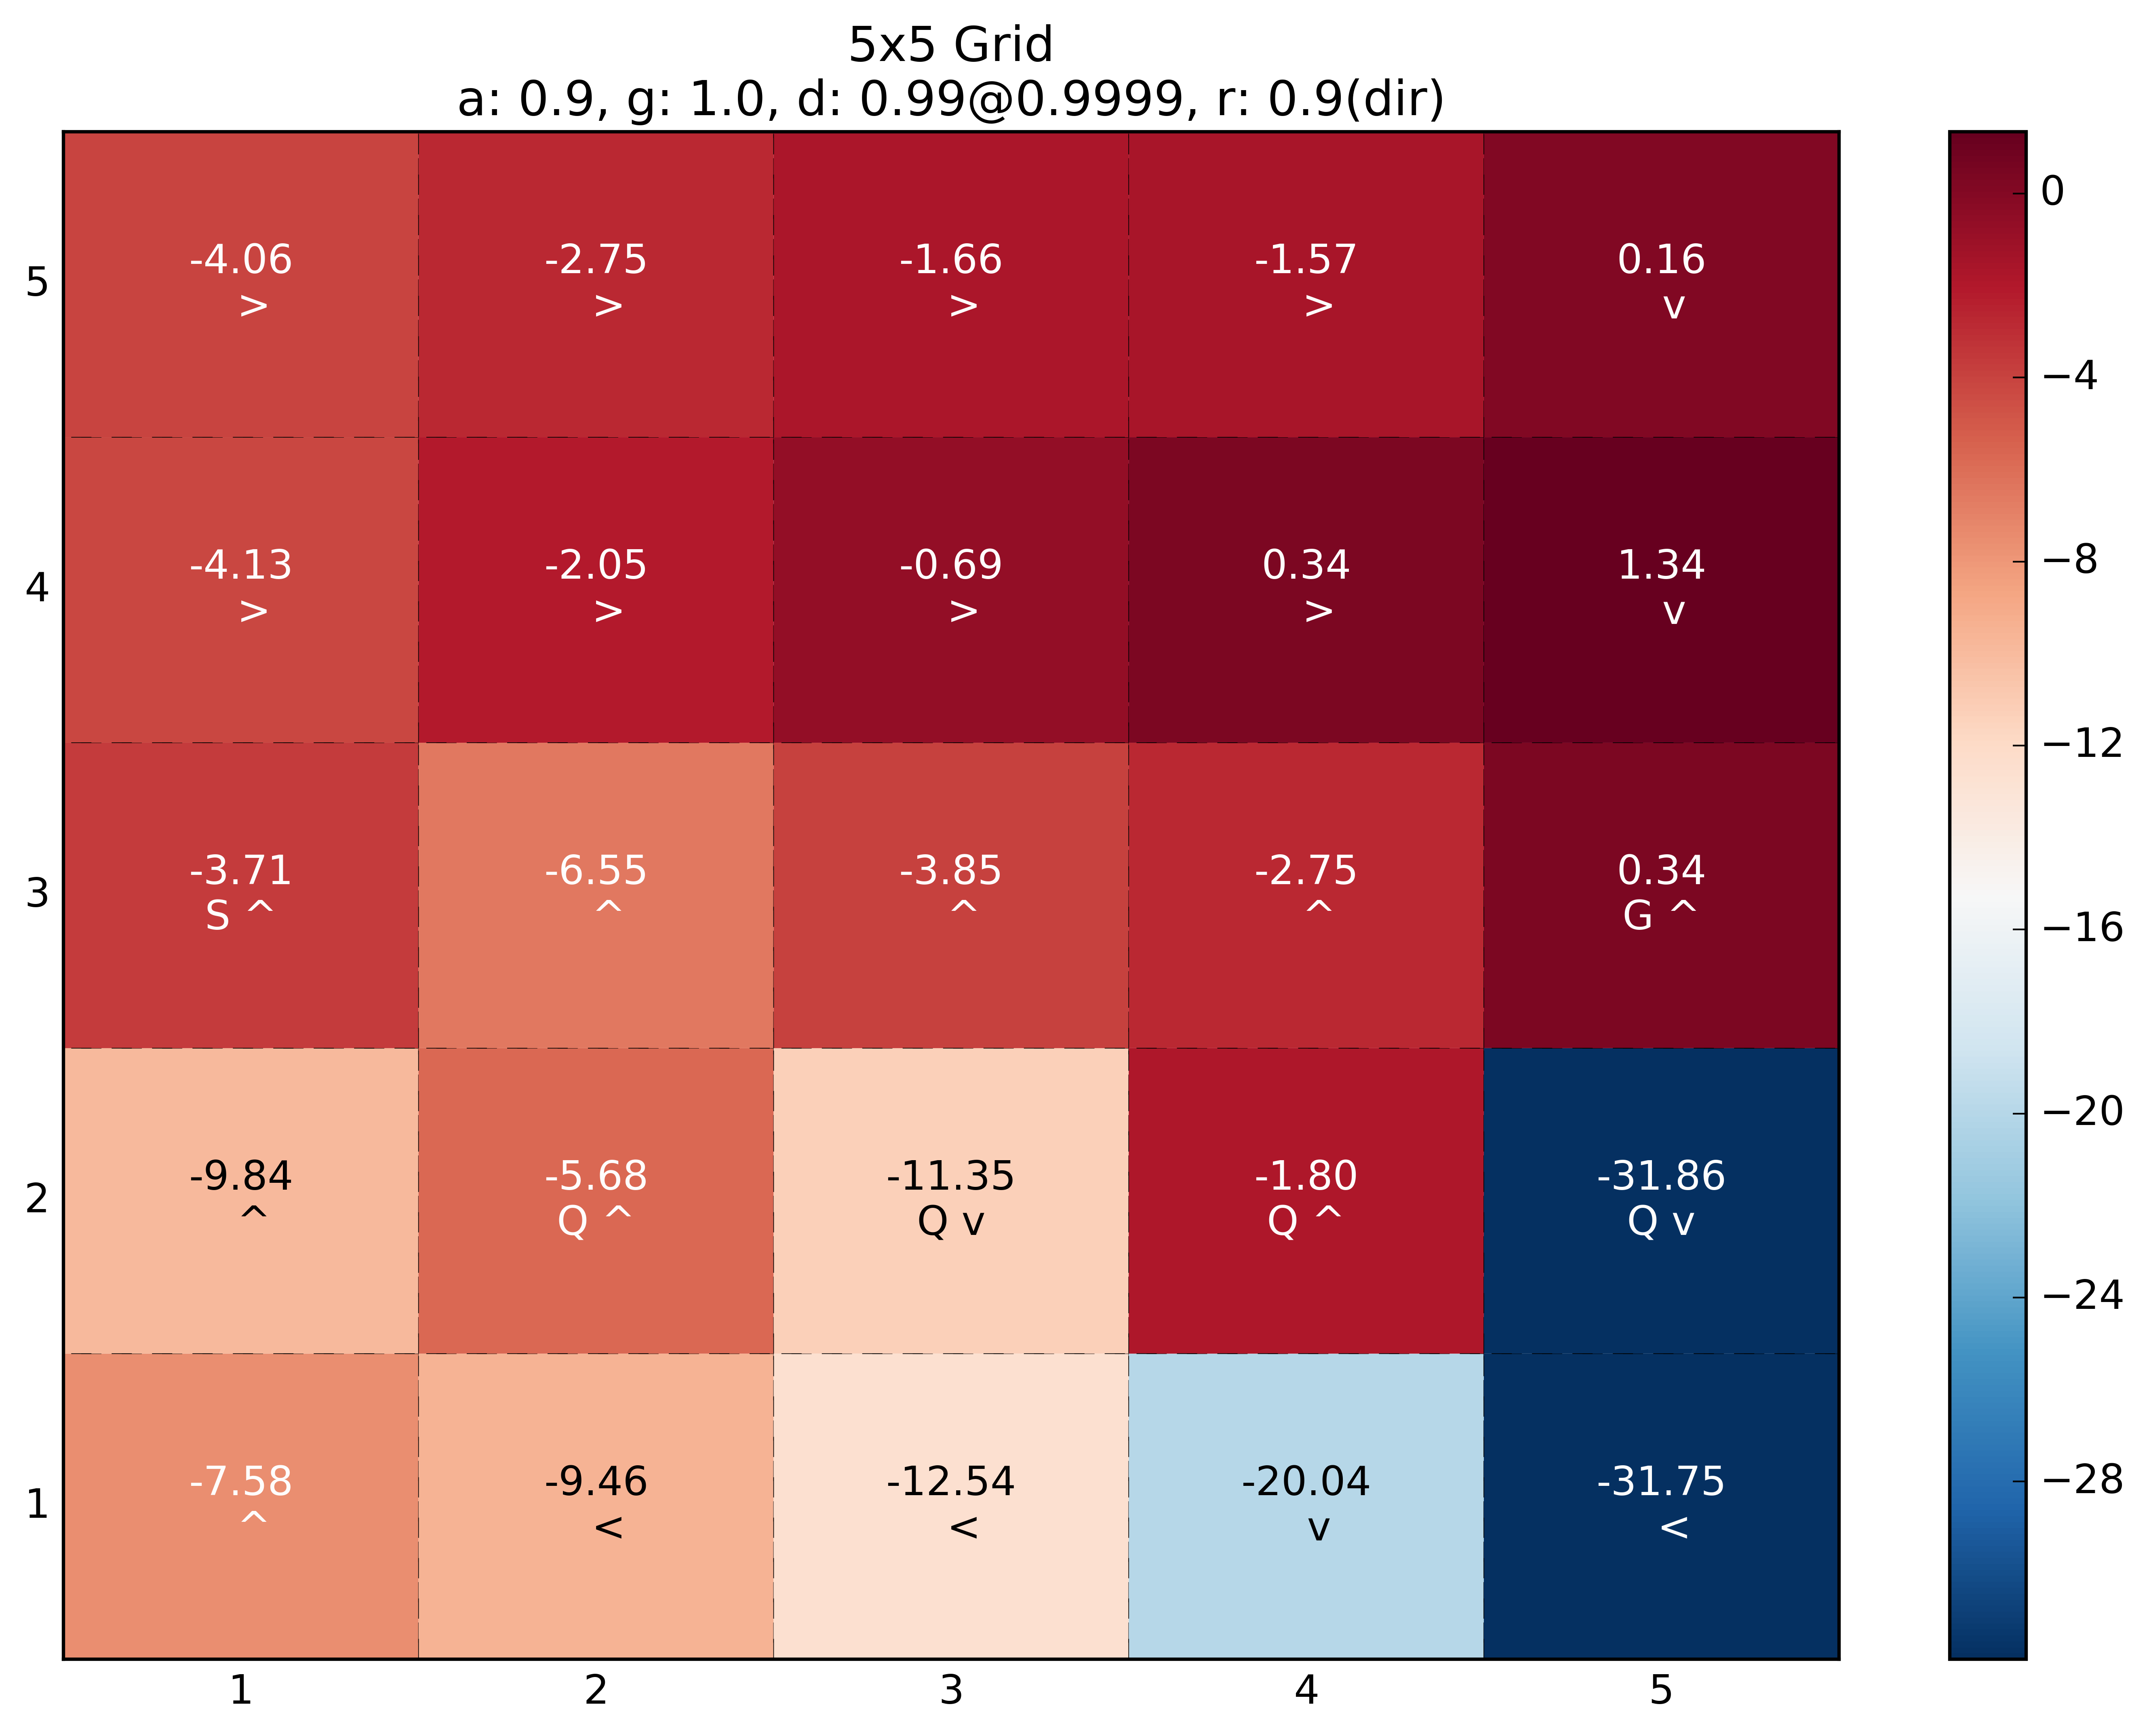 5x5 Grid
a: 0.9, g: 1.0, d: 0.99@0.9999, r: 0.9(dir)
5 -4.06 -2.75 -1.66 -1.57 0.16
> > > > v
4 -4.13 -2.05 -0.69 0.34 1.34
> > > > v
3 -3.71 -6.55 -3.85 -2.75 0.34
S ^ ^ ^ ^ G ^
2 -9.84 -5.68 -11.35 -1.80 -31.86
^ Q ^ Q v Q ^ Q v
1 -7.58 -9.46 -12.54 -20.04 -31.75
^ < < v <
1 2 3 4 5
0
−4
−8
−12
−16
−20
−24
−28